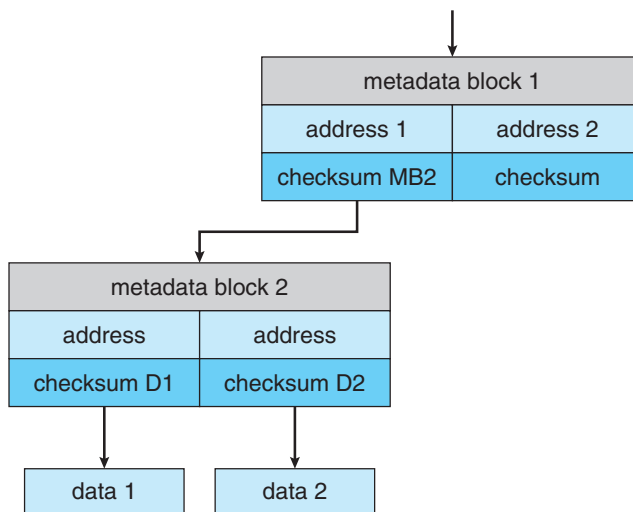 metadata block 1
address 1 address 2
checksum MB2 checksum
metadata block 2
address address
checksum D1 checksum D2
data 1 data 2